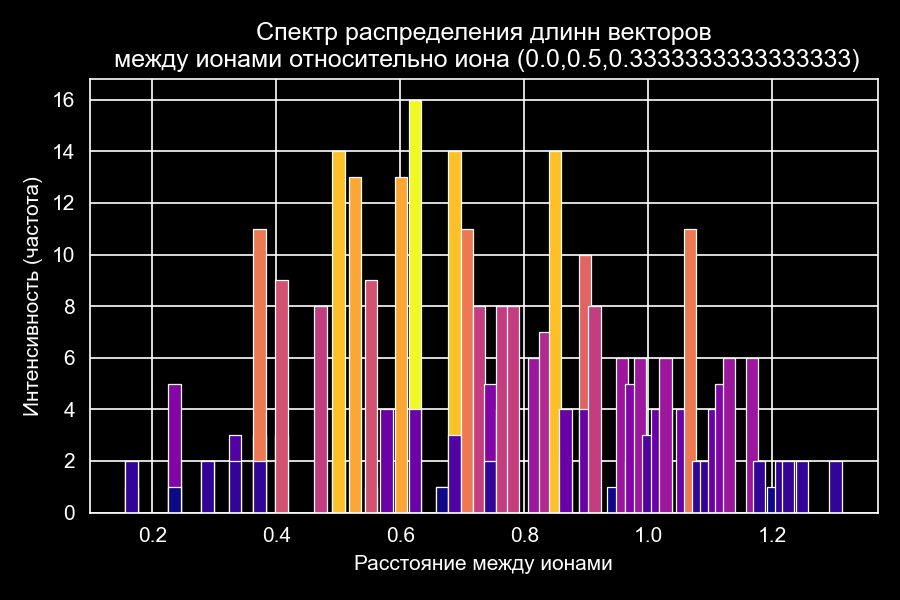 Спектр распределения длинн векторов
между ионами относительно иона (0.0,0.5,0.3333333333333333)
16
14
12
10
8
6
4
2
0
Интенсивность (частота)
0.2 0.4 0.6 0.8 1.0 1.2
Расстояние между ионами